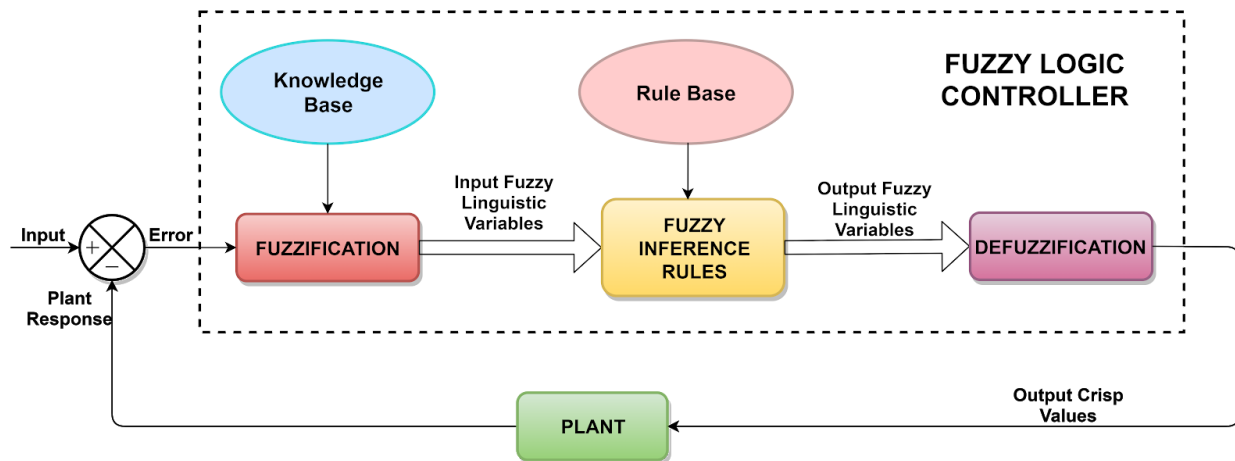 FUZZY LOGIC
CONTROLLER
Knowledge
Base
Rule Base
Input
+
−
Error
FUZZIFICATION
Input Fuzzy
Linguistic
Variables
FUZZY
INFERENCE
RULES
Output Fuzzy
Linguistic
Variables
DEFUZZIFICATION
Plant
Response
PLANT
Output Crisp
Values